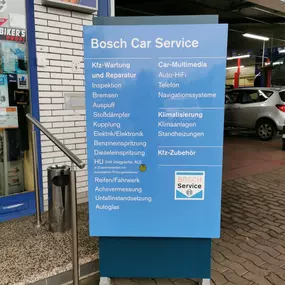 BIKER'S
Bosch Car Service
Kfz-Wartung
und Reparatur
Inspektion
Bremsen
Auspuff
Stoßdämpfer
Kupplung
Elektrik/Elektronik
Benzineinspritzung
Dieseleinspritzung
HU
Reifen/Fahrwerk
Achsvermessung
Unfallinstandsetzung
Autoglas
Car-Multimedia
Auto-HiFi
Telefon
Navigationssysteme
Klimatisierung
Klimaanlagen
Standheizungen
Kfz-Zubehör
BOSCH
Service